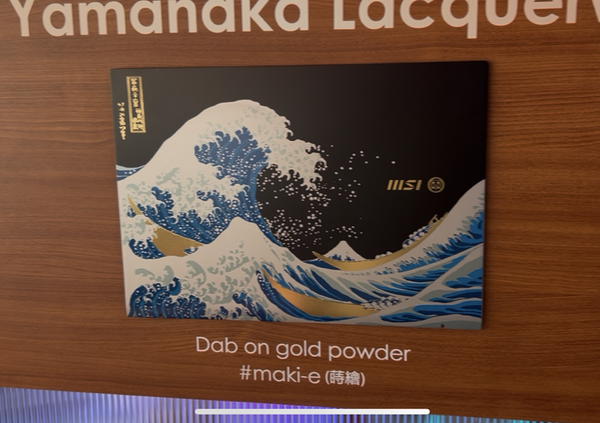 Yamanaka Lacquerw
msi
Dab on gold powder
#maki-e (蒔繪)